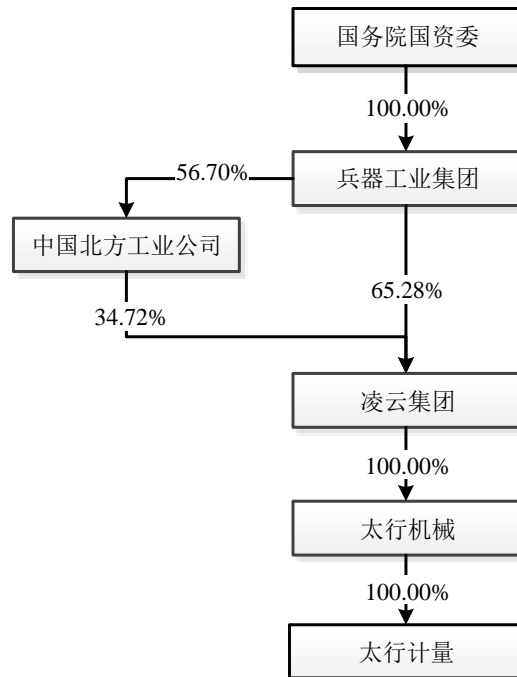 国务院国资委
100.00%
兵器工业集团
56.70%
中国北方工业公司
65.28%
34.72%
凌云集团
100.00%
太行机械
100.00%
太行计量